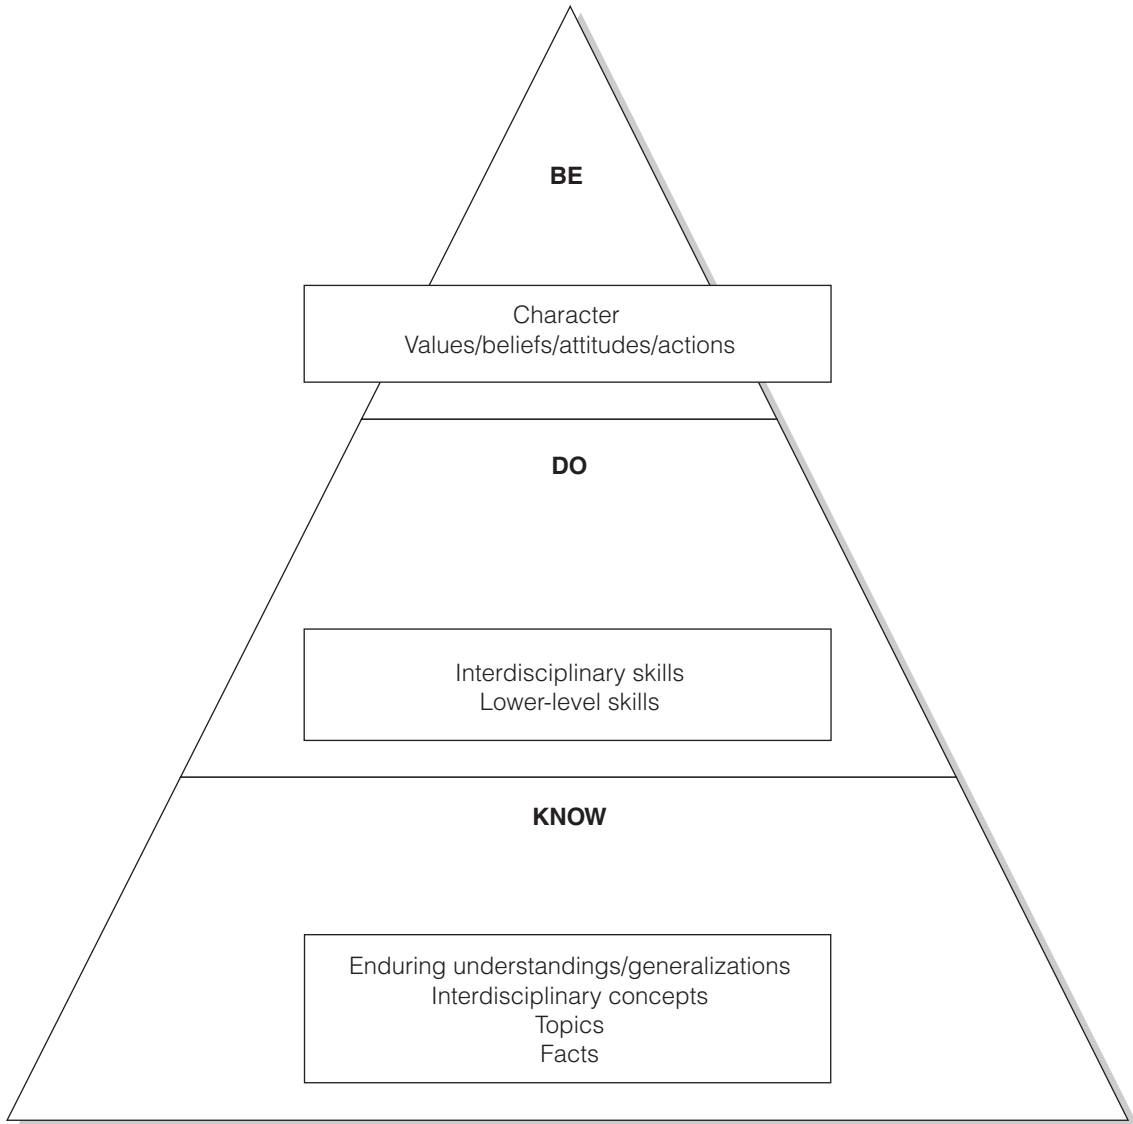 BE
Character
Values/beliefs/attitudes/actions
DO
Interdisciplinary skills
Lower-level skills
KNOW
Enduring understandings/generalizations
Interdisciplinary concepts
Topics
Facts